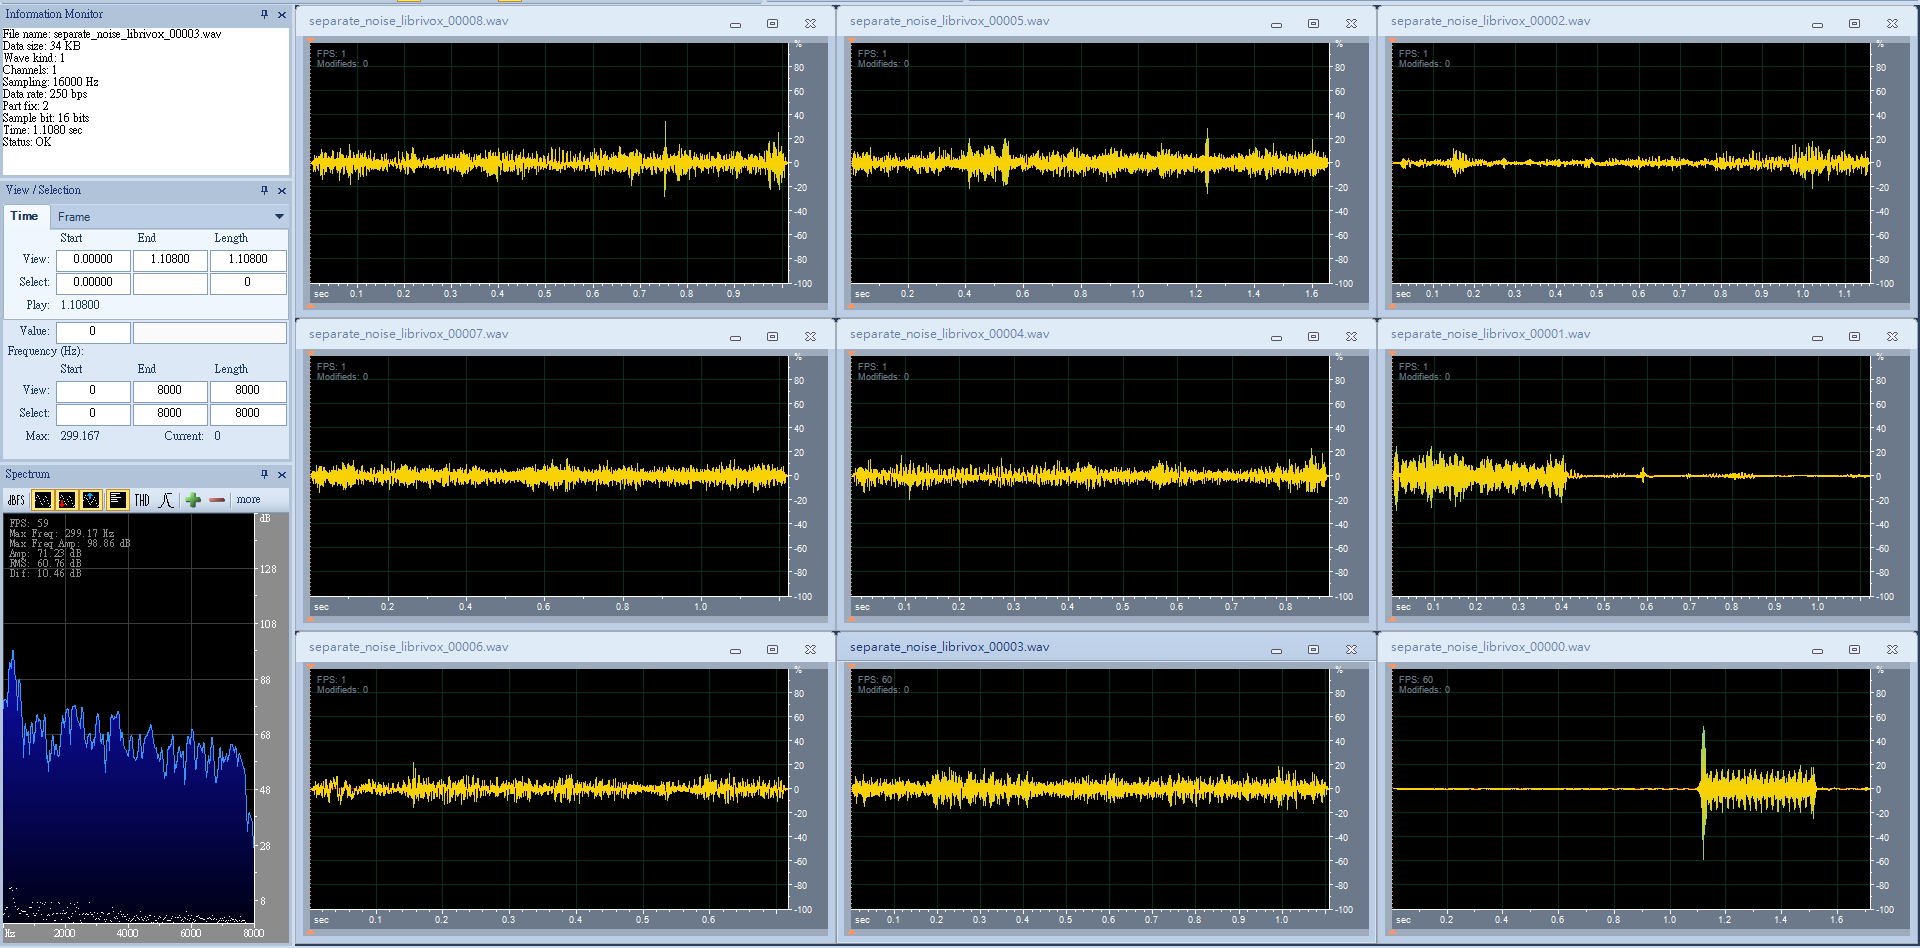 Information Monitor
File name: separate_noise_librivox_00003.wav
Data size: 34 KB
Wave kind: 1
Channels: 1
Sampling: 16000 Hz
Data rate: 250 bps
Part fix: 2
Sample bit: 16 bits
Time: 1.1080 sec
Status: OK
View / Selection
Time Frame
Start End Length
View: 0.00000 1.10800 1.10800
Select: 0.00000 0
Play: 1.10800
Value: 0
Frequency (Hz):
Start End Length
View: 0 8000 8000
Select: 0 8000 8000
Max: 299.167 Current: 0
Spectrum
dBFS THD more
FPS: 59
Max Freq: 299.17 Hz
Max Freq Amp: 98.86 dB
Amp: 71.23 dB
RMS: 60.76 dB
Dif: 10.46 dB
dB
128
108
88
68
48
28
8
Hz 2000 4000 6000 8000
separate_noise_librivox_00008.wav
FPS: 1
Modifieds: 0
%
80
60
40
20
0
-20
-40
-60
-80
-100
sec 0.1 0.2 0.3 0.4 0.5 0.6 0.7 0.8 0.9
separate_noise_librivox_00005.wav
FPS: 1
Modifieds: 0
%
80
60
40
20
0
-20
-40
-60
-80
-100
sec 0.2 0.4 0.6 0.8 1.0 1.2 1.4 1.6
separate_noise_librivox_00002.wav
FPS: 1
Modifieds: 0
%
80
60
40
20
0
-20
-40
-60
-80
-100
sec 0.1 0.2 0.3 0.4 0.5 0.6 0.7 0.8 0.9 1.0 1.1
separate_noise_librivox_00007.wav
FPS: 1
Modifieds: 0
%
80
60
40
20
0
-20
-40
-60
-80
-100
sec 0.2 0.4 0.6 0.8 1.0
separate_noise_librivox_00004.wav
FPS: 1
Modifieds: 0
%
80
60
40
20
0
-20
-40
-60
-80
-100
sec 0.1 0.2 0.3 0.4 0.5 0.6 0.7 0.8
separate_noise_librivox_00001.wav
FPS: 1
Modifieds: 0
%
80
60
40
20
0
-20
-40
-60
-80
-100
sec 0.1 0.2 0.3 0.4 0.5 0.6 0.7 0.8 0.9 1.0
separate_noise_librivox_00006.wav
FPS: 1
Modifieds: 0
%
80
60
40
20
0
-20
-40
-60
-80
-100
sec 0.1 0.2 0.3 0.4 0.5 0.6
separate_noise_librivox_00003.wav
FPS: 60
Modifieds: 0
%
80
60
40
20
0
-20
-40
-60
-80
-100
sec 0.1 0.2 0.3 0.4 0.5 0.6 0.7 0.8 0.9 1.0
separate_noise_librivox_00000.wav
FPS: 60
Modifieds: 0
%
80
60
40
20
0
-20
-40
-60
-80
-100
sec 0.2 0.4 0.6 0.8 1.0 1.2 1.4 1.6